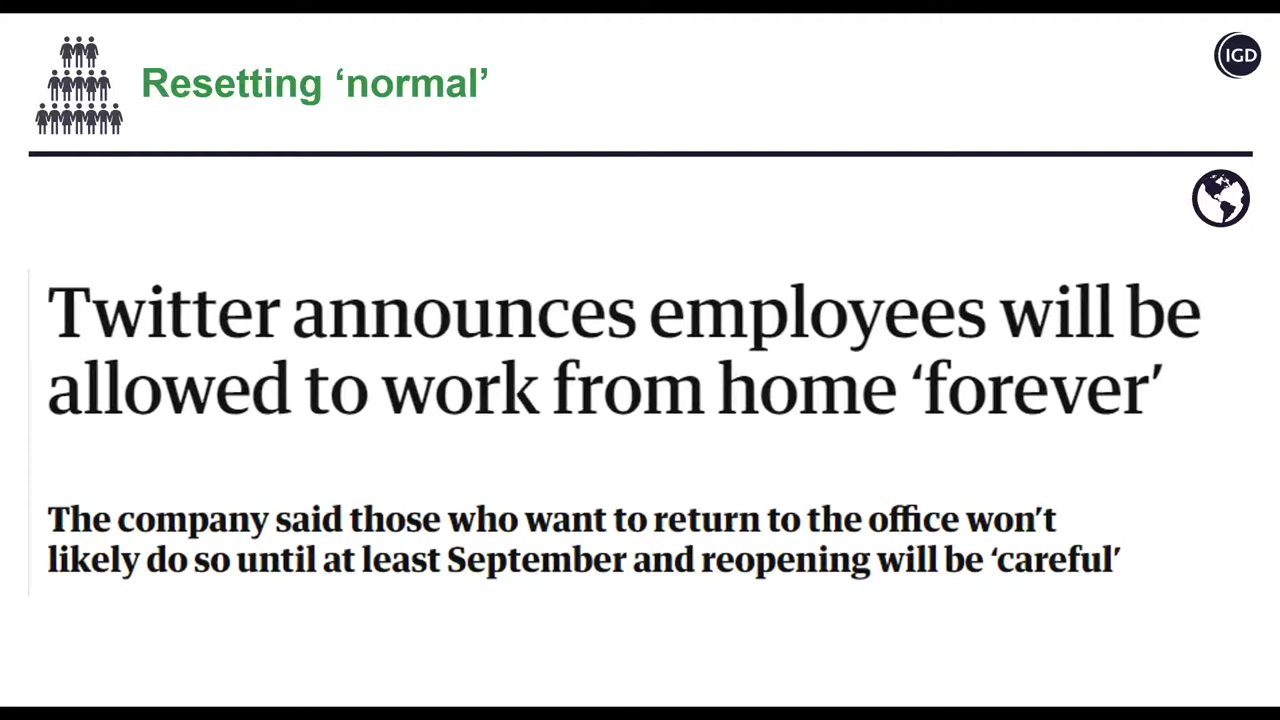 Resetting ‘normal’
IGD
Twitter announces employees will be
allowed to work from home ‘forever’
The company said those who want to return to the office won’t
likely do so until at least September and reopening will be ‘careful’